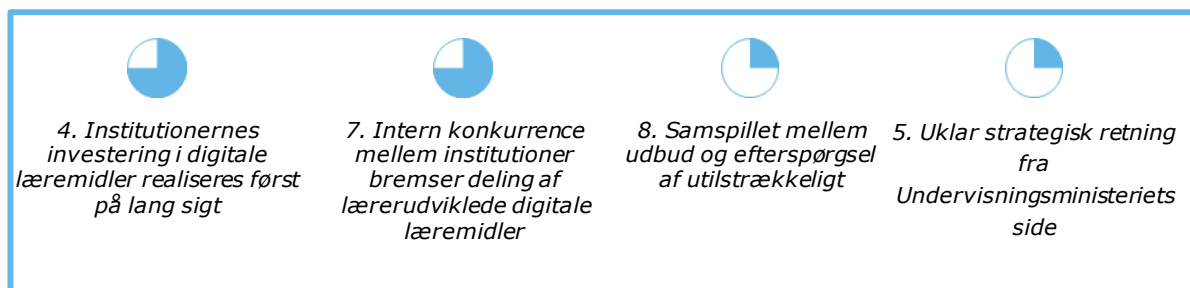 4. Institutionernes
investering i digitale
læremidler realiseres først
på lang sigt
7. Intern konkurrence
mellem institutioner
bremser deling af
lærerudviklede digitale
læremidler
8. Samspillet mellem
udbud og efterspørgsel
af utilstrækkeligt
5. Uklar strategisk retning
fra
Undervisningsministeriets
side